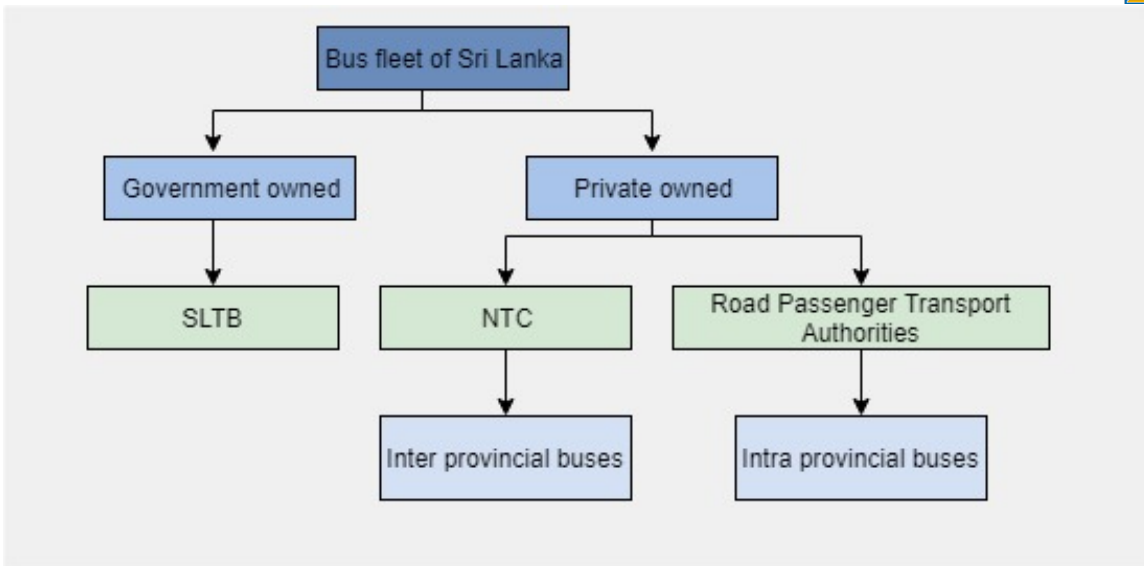 Bus fleet of Sri Lanka
Government owned
Private owned
SLTB
NTC
Road Passenger Transport
Authorities
Inter provincial buses
Intra provincial buses